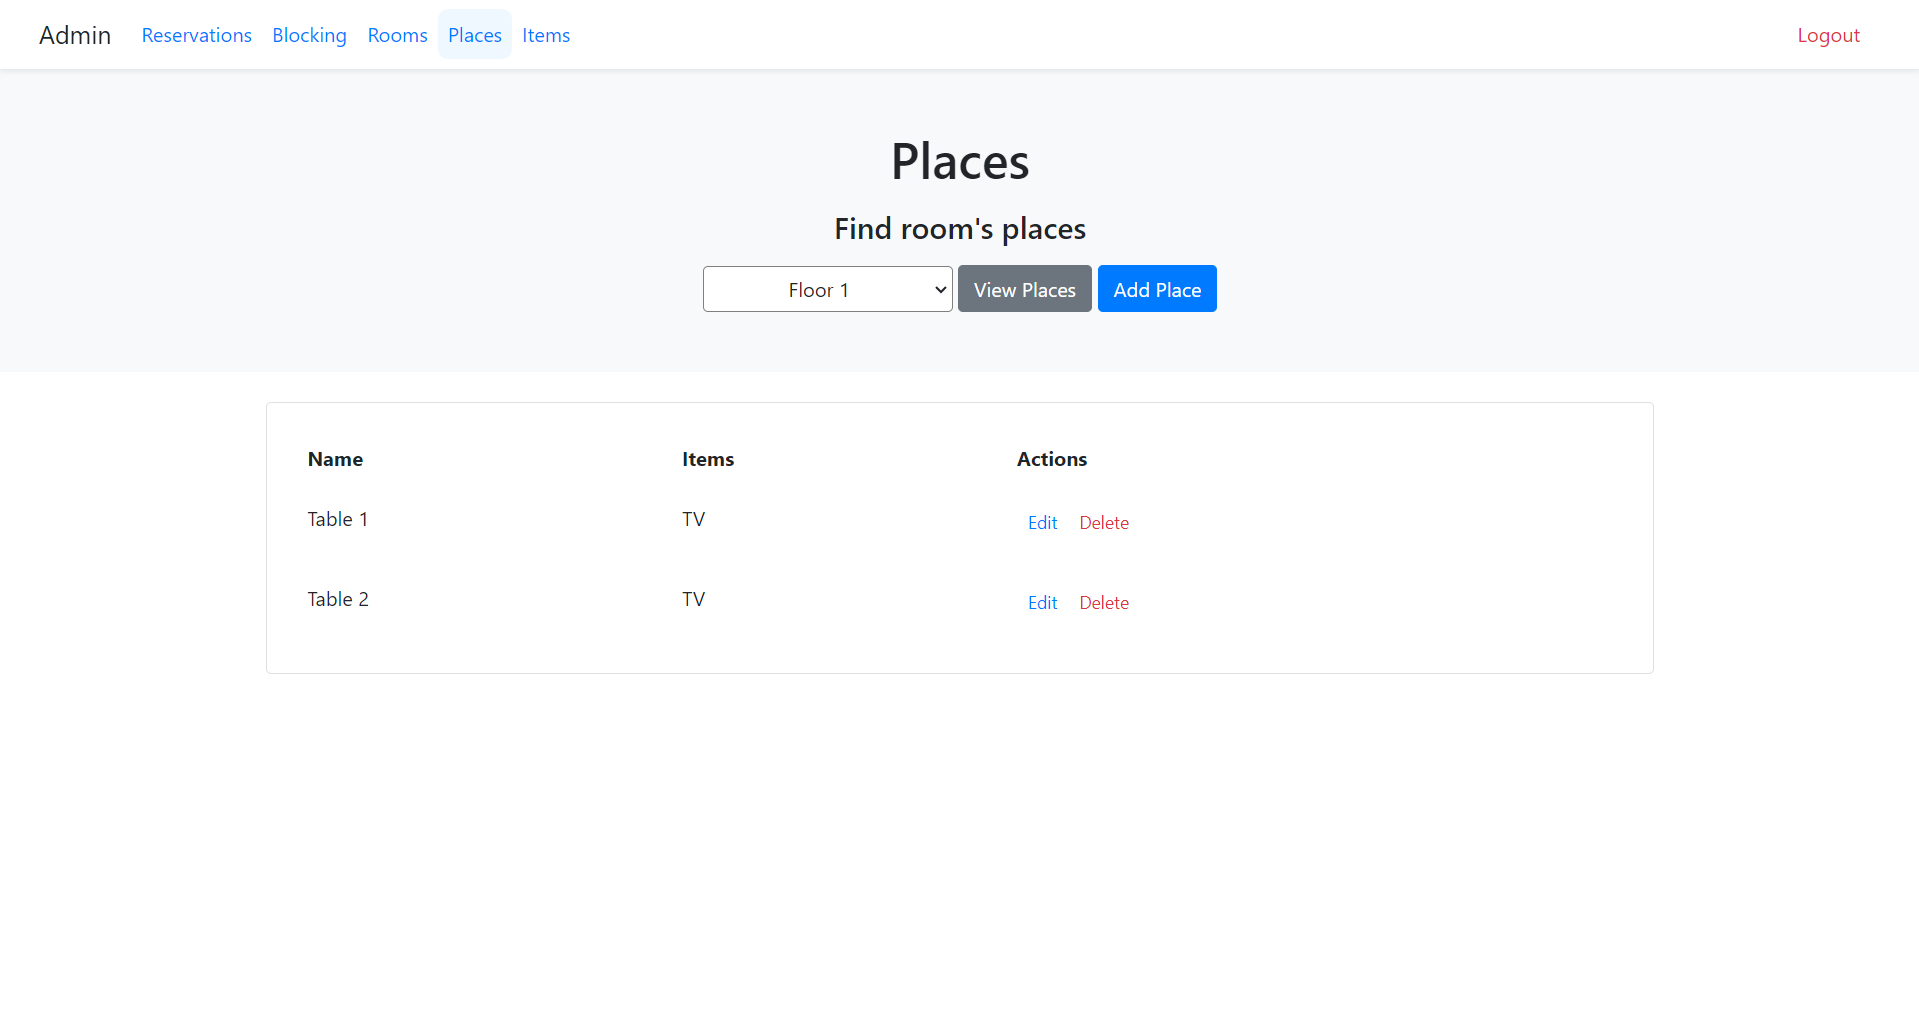 Admin Reservations Blocking Rooms Places Items Logout
Places
Find room's places
Floor 1 View Places Add Place
Name Items Actions
Table 1 TV Edit Delete
Table 2 TV Edit Delete